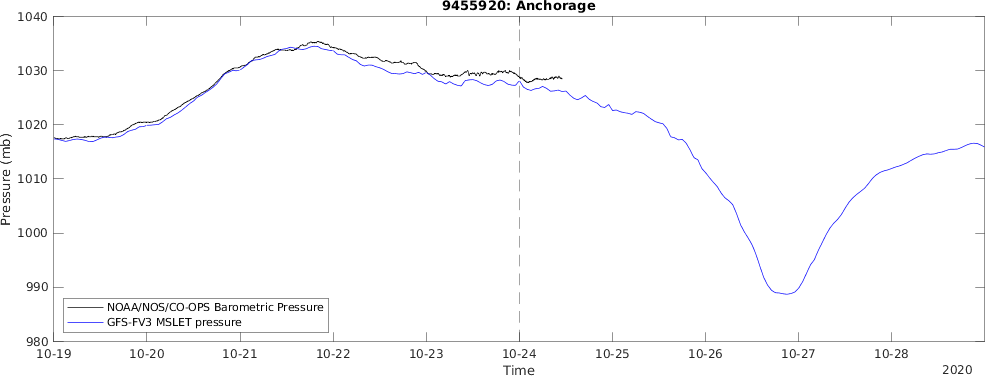 9455920: Anchorage
Pressure (mb)
1040
1030
1020
1010
1000
990
980
NOAA/NOS/CO-OPS Barometric Pressure
GFS-FV3 MSLET pressure
10-19 10-20 10-21 10-22 10-23 10-24 10-25 10-26 10-27 10-28
Time
2020